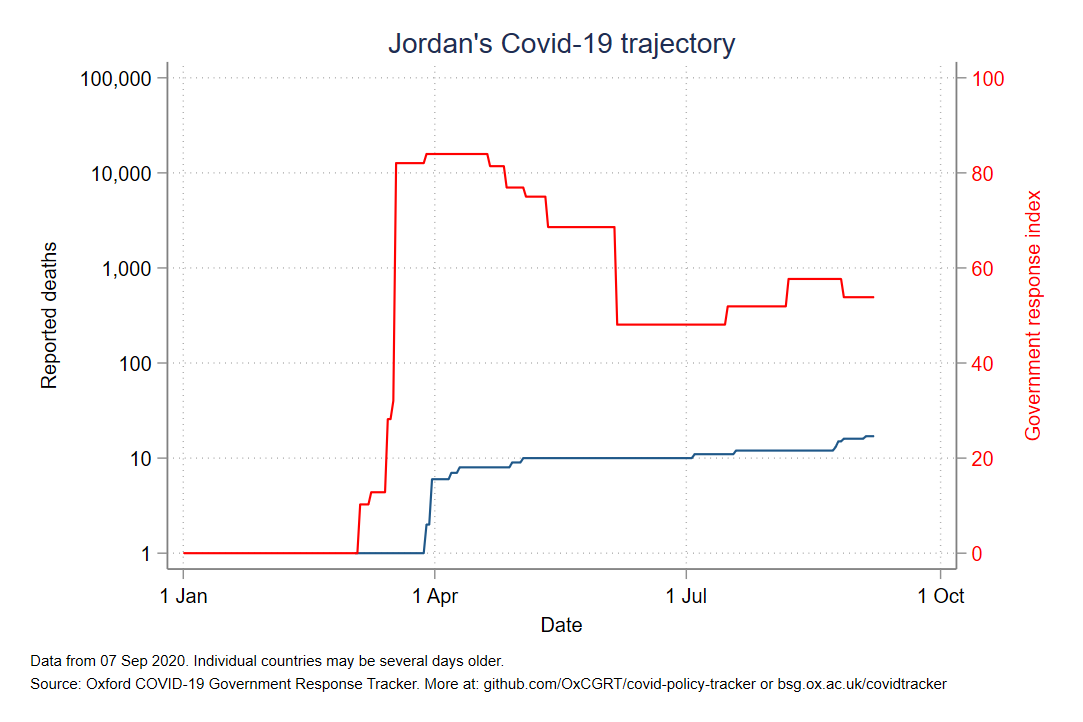 Jordan's Covid-19 trajectory
100,000
10,000
1,000
100
10
1
Reported deaths
100
80
60
40
20
0
Government response index
1 Jan
1 Apr
1 Jul
1 Oct
Date
Data from 07 Sep 2020. Individual countries may be several days older.
Source: Oxford COVID-19 Government Response Tracker. More at: github.com/OxCGRT/covid-policy-tracker or bsg.ox.ac.uk/covidtracker